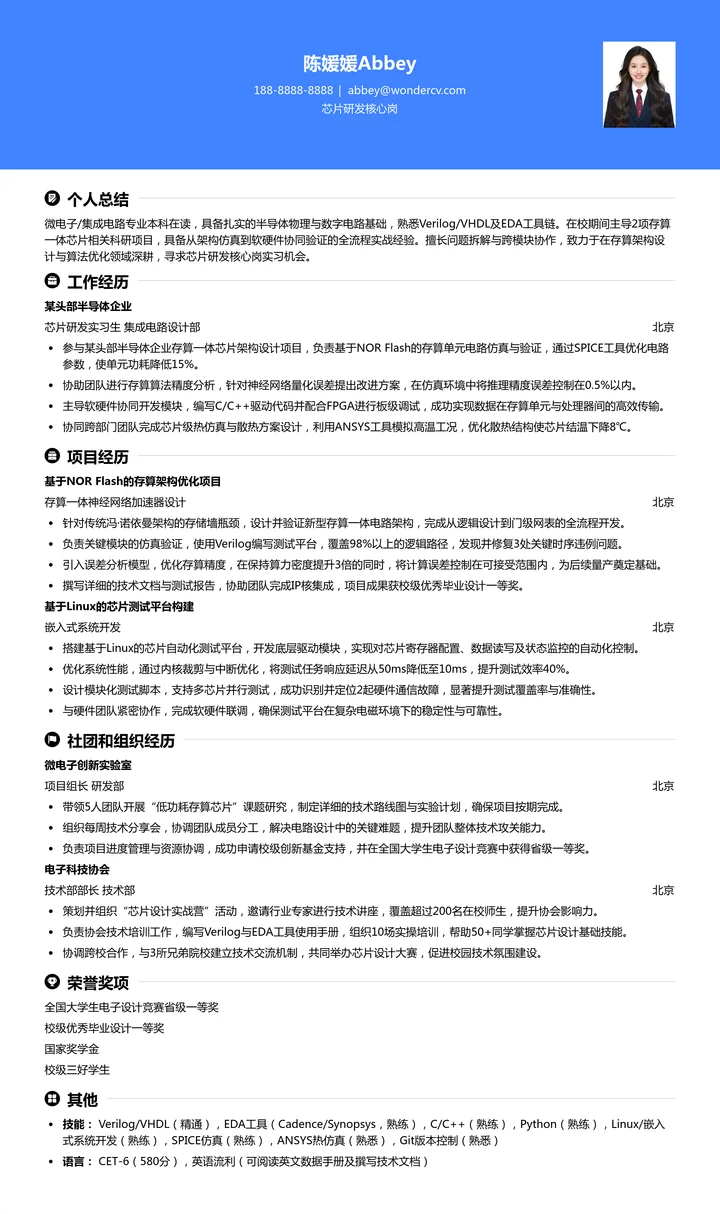 陈媛媛Abbey
188-8888-8888 | abbey@wondercv.com
芯片研发核心岗
个人总结
微电子/集成电路专业本科在读，具备扎实的半导体物理与数字电路基础，熟悉Verilog/VHDL及EDA工具链。在校期间主导2项存算
一体芯片相关科研项目，具备从架构仿真到软硬件协同验证的全流程实战经验。擅长问题拆解与跨模块协作，致力于在存算架构设
计与算法优化领域深耕，寻求芯片研发核心岗实习机会。
工作经历
某头部半导体企业
芯片研发实习生 集成电路设计部 北京
• 参与某头部半导体企业存算一体芯片架构设计项目，负责基于NOR Flash的存算单元电路仿真与验证，通过SPICE工具优化电路
参数，使单元功耗降低15%。
• 协助团队进行存算算法精度分析，针对神经网络量化误差提出改进方案，在仿真环境中将推理精度误差控制在0.5%以内。
• 主导软硬件协同开发模块，编写C/C++驱动代码并配合FPGA进行板级调试，成功实现数据在存算单元与处理器间的高效传输。
• 协同跨部门团队完成芯片级热仿真与散热方案设计，利用ANSYS工具模拟高温工况，优化散热结构使芯片结温下降8℃。
项目经历
基于NOR Flash的存算架构优化项目
存算一体神经网络加速器设计 北京
• 针对传统冯·诺依曼架构的存储墙瓶颈，设计并验证新型存算一体电路架构，完成从逻辑设计到门级网表的全流程开发。
• 负责关键模块的仿真验证，使用Verilog编写测试平台，覆盖98%以上的逻辑路径，发现并修复3处关键时序违例问题。
• 引入误差分析模型，优化存算精度，在保持算力密度提升3倍的同时，将计算误差控制在可接受范围内，为后续量产奠定基础。
• 撰写详细的技术文档与测试报告，协助团队完成IP核集成，项目成果获校级优秀毕业设计一等奖。
基于Linux的芯片测试平台构建
嵌入式系统开发 北京
• 搭建基于Linux的芯片自动化测试平台，开发底层驱动模块，实现对芯片寄存器配置、数据读写及状态监控的自动化控制。
• 优化系统性能，通过内核裁剪与中断优化，将测试任务响应延迟从50ms降低至10ms，提升测试效率40%。
• 设计模块化测试脚本，支持多芯片并行测试，成功识别并定位2起硬件通信故障，显著提升测试覆盖率与准确性。
• 与硬件团队紧密协作，完成软硬件联调，确保测试平台在复杂电磁环境下的稳定性与可靠性。
社团和组织经历
微电子创新实验室
项目组长 研发部 北京
• 带领5人团队开展“低功耗存算芯片”课题研究，制定详细的技术路线图与实验计划，确保项目按期完成。
• 组织每周技术分享会，协调团队成员分工，解决电路设计中的关键难题，提升团队整体技术攻关能力。
• 负责项目进度管理与资源协调，成功申请校级创新基金支持，并在全国大学生电子设计竞赛中获得省级一等奖。
电子科技协会
技术部部长 技术部 北京
• 策划并组织“芯片设计实战营”活动，邀请行业专家进行技术讲座，覆盖超过200名在校师生，提升协会影响力。
• 负责协会技术培训工作，编写Verilog与EDA工具使用手册，组织10场实操培训，帮助50+同学掌握芯片设计基础技能。
• 协调跨校合作，与3所兄弟院校建立技术交流机制，共同举办芯片设计大赛，促进校园技术氛围建设。
荣誉奖项
全国大学生电子设计竞赛省级一等奖
校级优秀毕业设计一等奖
国家奖学金
校级三好学生
其他
• 技能： Verilog/VHDL（精通），EDA工具（Cadence/Synopsys，熟练），C/C++（熟练），Python（熟练），Linux/嵌入
式系统开发（熟练），SPICE仿真（熟练），ANSYS热仿真（熟悉），Git版本控制（熟悉）
• 语言： CET-6（580分），英语流利（可阅读英文数据手册及撰写技术文档）